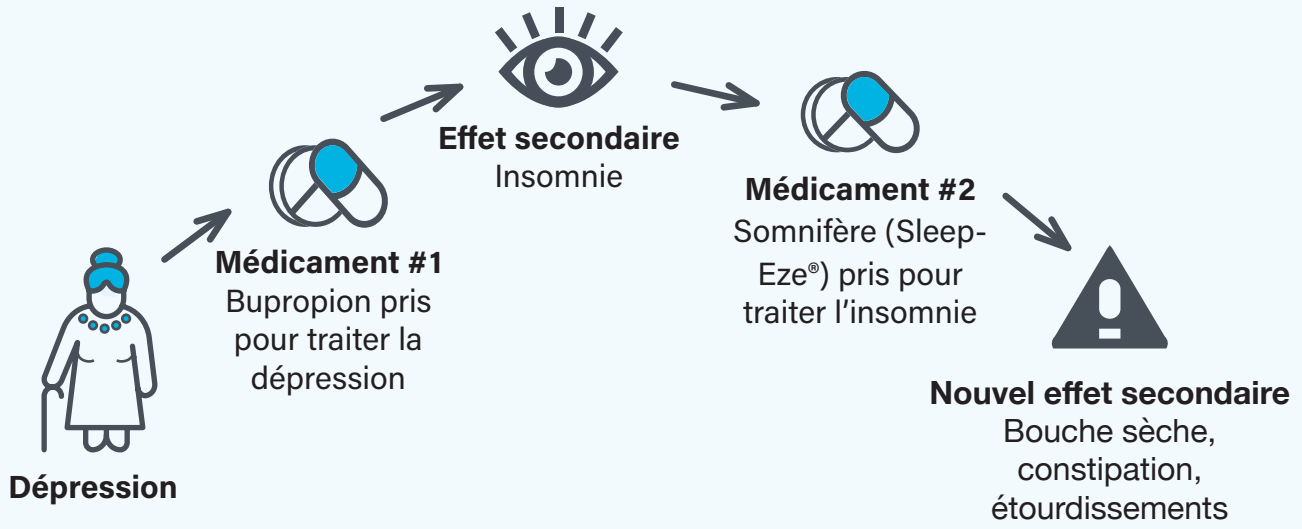 Dépression
Médicament #1
Bupropion pris
pour traiter la
dépression
Effet secondaire
Insomnie
Médicament #2
Somnifère (Sleep-
Eze®) pris pour
traiter l’insomnie
Nouvel effet secondaire
Bouche sèche,
constipation,
étourdissements